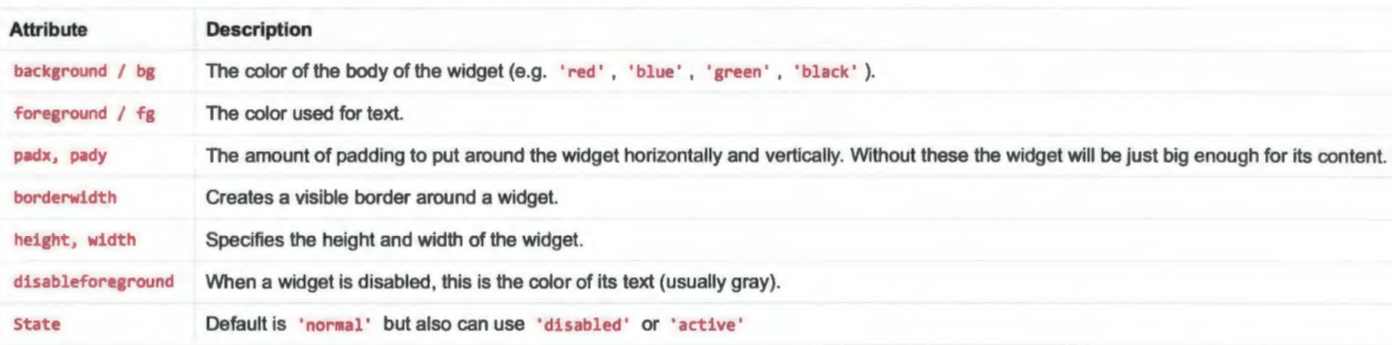 Attribute Description
background / bg The color of the body of the widget (e.g. 'red', 'blue', 'green', 'black').
foreground / fg The color used for text.
padx, pady The amount of padding to put around the widget horizontally and vertically. Without these the widget will be just big enough for its content.
borderwidth Creates a visible border around a widget.
height, width Specifies the height and width of the widget.
disableforeground When a widget is disabled, this is the color of its text (usually gray).
State Default is 'normal' but also can use 'disabled' or 'active'